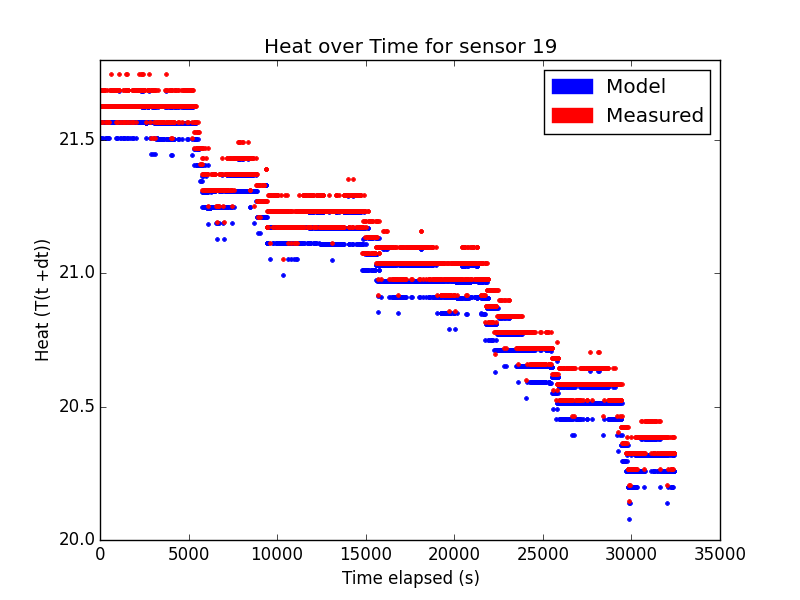 Heat over Time for sensor 19
Model
Measured
Heat (T(t +dt))
21.5
21.0
20.5
20.0
0 5000 10000 15000 20000 25000 30000 35000
Time elapsed (s)